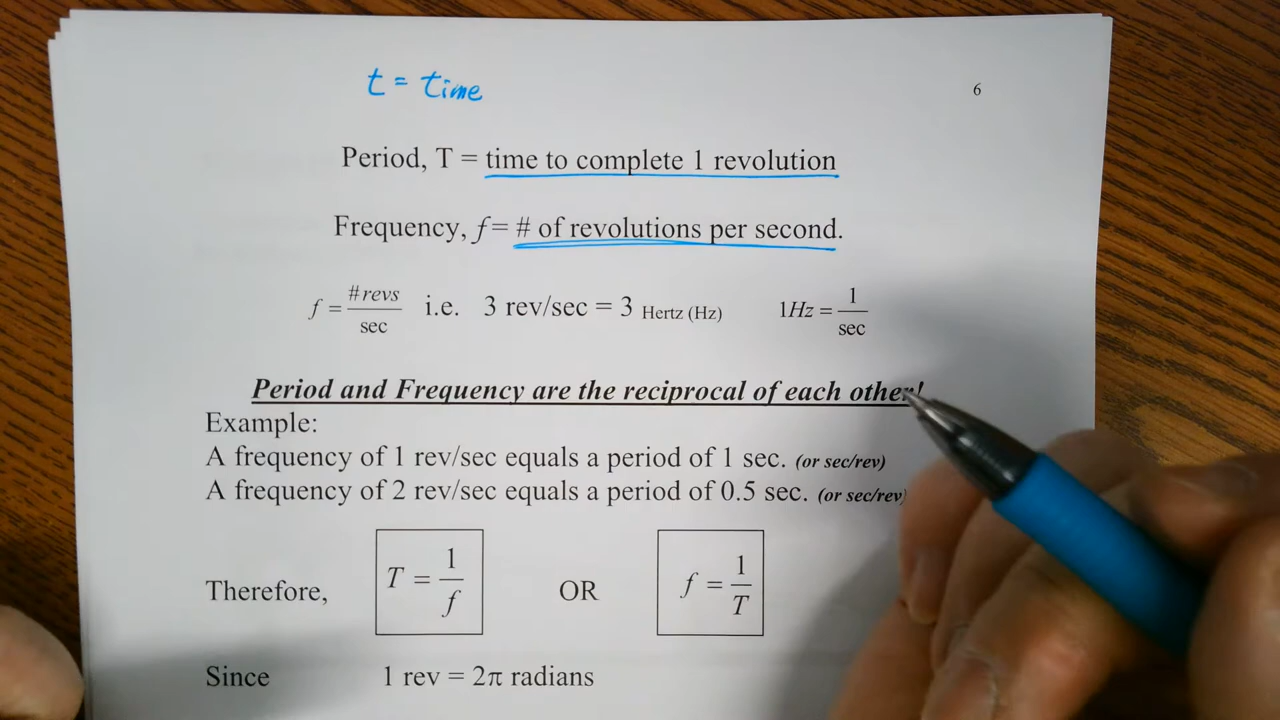 t = time
6
Period, T = time to complete 1 revolution
Frequency, f = # of revolutions per second.
f = #revs/sec i.e. 3 rev/sec = 3 Hertz (Hz) 1Hz = 1/sec
Period and Frequency are the reciprocal of each other!
Example:
A frequency of 1 rev/sec equals a period of 1 sec. (or sec/rev)
A frequency of 2 rev/sec equals a period of 0.5 sec. (or sec/rev)
Therefore, T = 1/f OR f = 1/T
Since 1 rev = 2π radians